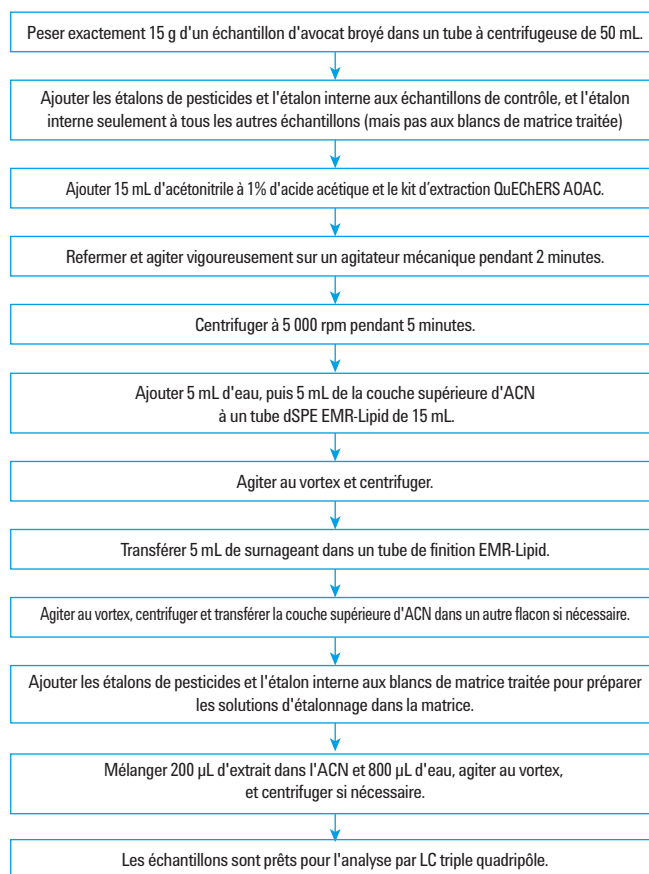 Peser exactement 15 g d'un échantillon d'avocat broyé dans un tube à centrifugeuse de 50 mL.
Ajouter les étalons de pesticides et l'étalon interne aux échantillons de contrôle, et l'étalon
interne seulement à tous les autres échantillons (mais pas aux blancs de matrice traitée)
Ajouter 15 mL d'acétonitrile à 1% d'acide acétique et le kit d'extraction QuEChERS AOAC.
Refermer et agiter vigoureusement sur un agitateur mécanique pendant 2 minutes.
Centrifuger à 5 000 rpm pendant 5 minutes.
Ajouter 5 mL d'eau, puis 5 mL de la couche supérieure d'ACN
à un tube dSPE EMR-Lipid de 15 mL.
Agiter au vortex et centrifuger.
Transférer 5 mL de surnageant dans un tube de finition EMR-Lipid.
Agiter au vortex, centrifuger et transférer la couche supérieure d'ACN dans un autre flacon si nécessaire.
Ajouter les étalons de pesticides et l'étalon interne aux blancs de matrice traitée pour préparer
les solutions d'étalonnage dans la matrice.
Mélanger 200 µL d'extrait dans l'ACN et 800 µL d'eau, agiter au vortex,
et centrifuger si nécessaire.
Les échantillons sont prêts pour l'analyse par LC triple quadripôle.